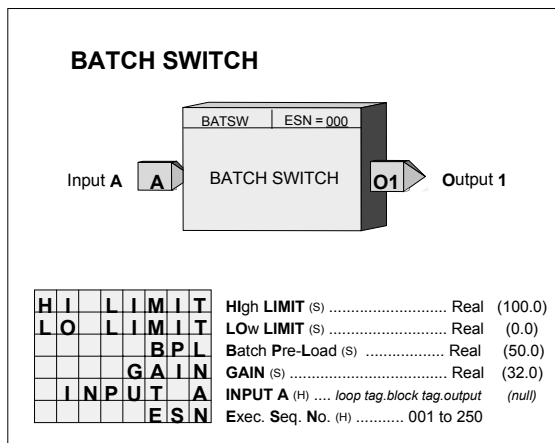 BATCH SWITCH
BATSW ESN = 000
Input A A BATCH SWITCH O1 Output 1
HI LIMIT HIgh LIMIT (S) .............................. Real (100.0)
LO LIMIT LOw LIMIT (S) .............................. Real (0.0)
BPL Batch Pre-Load (S) .................. Real (50.0)
GAIN GAIN (S) ....................................... Real (32.0)
INPUT A INPUT A (H) .... loop tag.block tag.output (null)
ESN Exec. Seq. No. (H) ........... 001 to 250